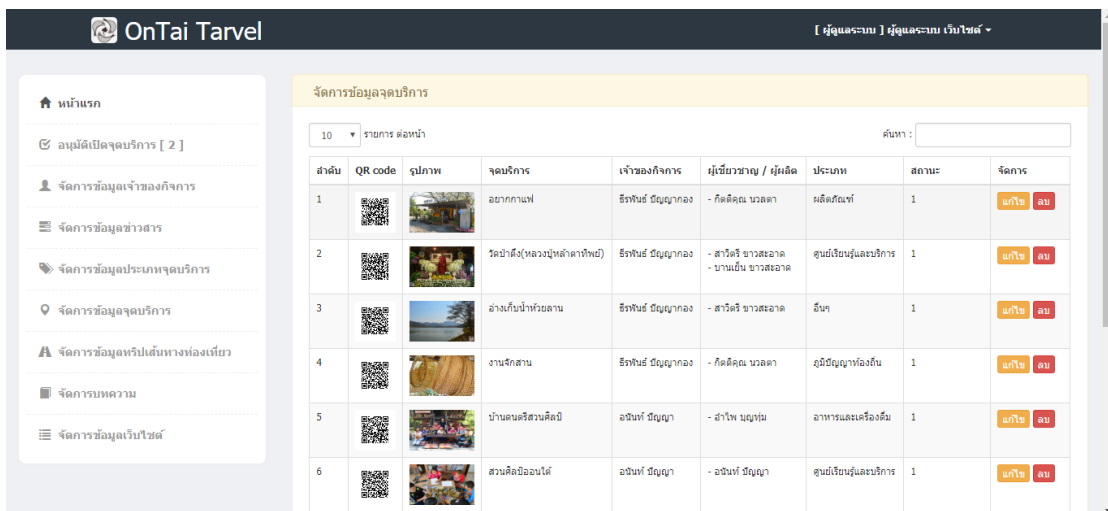 OnTai Tarvel
[ ผู้ดูแลระบบ ] ผู้ดูแลระบบ เว็บไซต์
หน้าแรก
อนุมัติเปิดจุดบริการ [ 2 ]
จัดการข้อมูลเจ้าของกิจการ
จัดการข้อมูลข่าวสาร
จัดการข้อมูลประเภทจุดบริการ
จัดการข้อมูลจุดบริการ
จัดการข้อมูลทริปเส้นทางท่องเที่ยว
จัดการบทความ
จัดการข้อมูลเว็บไซต์
จัดการข้อมูลจุดบริการ
10 รายการ ต่อหน้า ค้นหา :
ลำดับ QR code รูปภาพ จุดบริการ เจ้าของกิจการ ผู้เชี่ยวชาญ / ผู้ผลิต ประเภท สถานะ จัดการ
1 อยากกาแฟ ธีรพันธ์ ปัญญากอง - กิตติคุณ นวลตา ผลิตภัณฑ์ 1 แก้ไข ลบ
2 วัดป่าตึง(หลวงปู่หล้าตาทิพย์) ธีรพันธ์ ปัญญากอง - สาวิตรี ขาวสะอาด ศูนย์เรียนรู้และบริการ 1 แก้ไข ลบ
- บานเย็น ขาวสะอาด
3 อ่างเก็บน้ำห้วยลาน ธีรพันธ์ ปัญญากอง - สาวิตรี ขาวสะอาด อื่นๆ 1 แก้ไข ลบ
4 งานจักสาน ธีรพันธ์ ปัญญากอง - กิตติคุณ นวลตา ภูมิปัญญาท้องถิ่น 1 แก้ไข ลบ
5 บ้านดนตรีสวนศิลป์ อนันท์ ปัญญา - อำไพ บุญทุ่ม อาหารและเครื่องดื่ม 1 แก้ไข ลบ
6 สวนศิลป์ออนใต้ อนันท์ ปัญญา - อนันท์ ปัญญา ศูนย์เรียนรู้และบริการ 1 แก้ไข ลบ